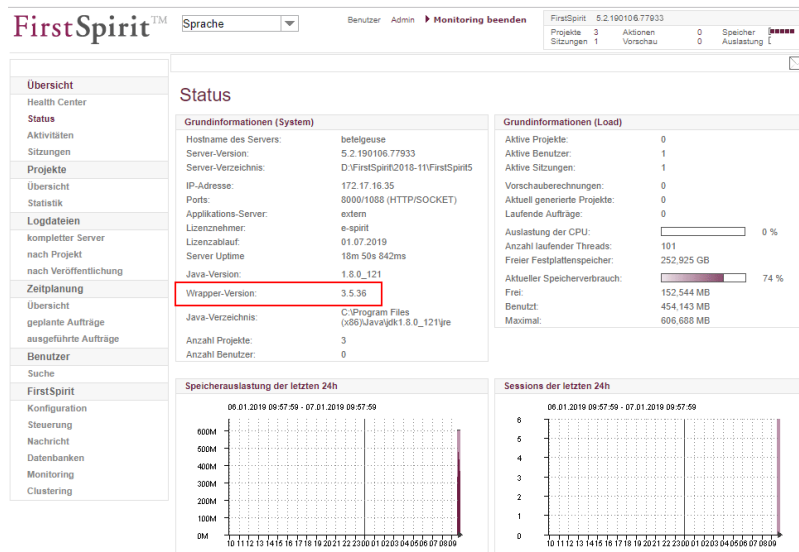 FirstSpirit™
Sprache
Benutzer Admin Monitoring beenden
FirstSpirit 5.2.190106.77933
Projekte 3 Aktionen 0 Speicher
Sitzungen 1 Vorschau 0 Auslastung
Übersicht
Health Center
Status
Aktivitäten
Sitzungen
Projekte
Übersicht
Statistik
Logdateien
kompletter Server
nach Projekt
nach Veröffentlichung
Zeitplanung
Übersicht
geplante Aufträge
ausgeführte Aufträge
Benutzer
Suche
FirstSpirit
Konfiguration
Steuerung
Nachricht
Datenbanken
Monitoring
Clustering
Status
Grundinformationen (System)
Hostname des Servers: betelgeuse
Server-Version: 5.2.190106.77933
Server-Verzeichnis: D:\FirstSpirit\2018-11\FirstSpirit5
IP-Adresse: 172.17.16.35
Ports: 8000/1088 (HTTP/SOCKET)
Applikations-Server: extern
Lizenznehmer: e-spirit
Lizenzablauf: 01.07.2019
Server Uptime 18m 50s 842ms
Java-Version: 1.8.0_121
Wrapper-Version: 3.5.36
Java-Verzeichnis: C:\Program Files
(x86)\Java\jdk1.8.0_121\jre
Anzahl Projekte: 3
Anzahl Benutzer: 0
Grundinformationen (Load)
Aktive Projekte: 0
Aktive Benutzer: 1
Aktive Sitzungen: 1
Vorschauberechnungen: 0
Aktuell generierte Projekte: 0
Laufende Aufträge: 0
Auslastung der CPU: 0 %
Anzahl laufender Threads: 101
Freier Festplattenspeicher: 252,925 GB
Aktueller Speicherverbrauch: 74 %
Frei: 152,544 MB
Benutzt: 454,143 MB
Maximal: 606,688 MB
Speicherauslastung der letzten 24h
06.01.2019 09:57:59 - 07.01.2019 09:57:59
600M
500M
400M
300M
200M
100M
0M
10 11 12 13 14 15 16 17 18 19 20 21 22 23 00 01 02 03 04 05 06 07 08 09
Sessions der letzten 24h
06.01.2019 09:57:59 - 07.01.2019 09:57:59
6
5
4
3
2
1
0
10 11 12 13 14 15 16 17 18 19 20 21 22 23 00 01 02 03 04 05 06 07 08 09